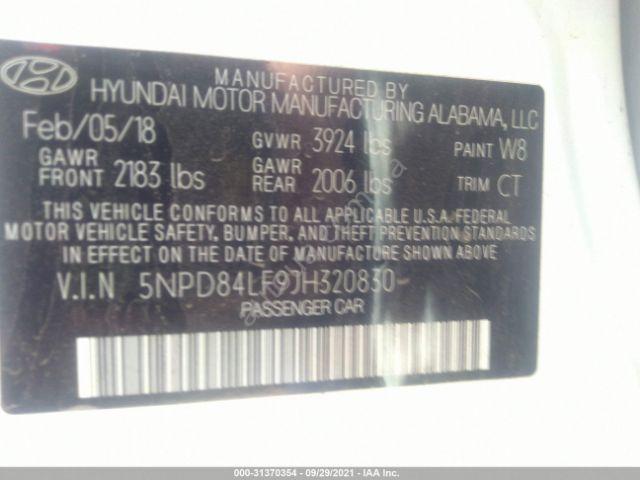 MANUFACTURED BY
HYUNDAI MOTOR MANUFACTURING ALABAMA, LLC
Feb/05/18 GVWR 3924 lbs PAINT W8
GAWR FRONT 2183 lbs GAWR REAR 2006 lbs TRIM CT
THIS VEHICLE CONFORMS TO ALL APPLICABLE U.S.A. FEDERAL
MOTOR VEHICLE SAFETY, BUMPER, AND THEFT PREVENTION STANDARDS
IN EFFECT ON THE DATE OF MANUFACTURE SHOWN ABOVE.
V.I.N 5NPD84LF9JH320830
PASSENGER CAR
000-31370354 - 09/29/2021 - IAA Inc.